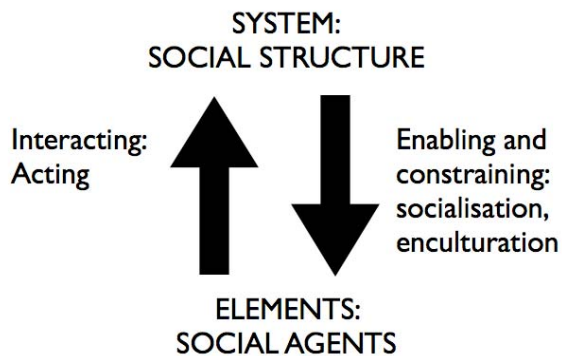 SYSTEM:
SOCIAL STRUCTURE
Interacting:
Acting
Enabling and
constraining:
socialisation,
enculturation
ELEMENTS:
SOCIAL AGENTS